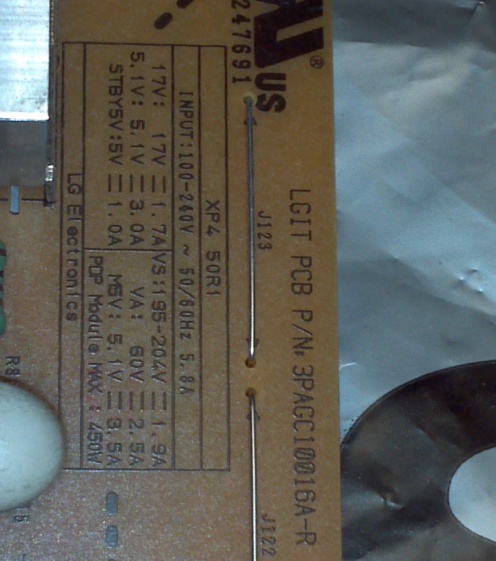 247691
US
®
LGIT PCB P/N:3PAGC10016A-R
J123
J122
XP4 50R1
INPUT:100-240V ~ 50/60Hz 5.8A
17V: 17V ⎓ 1.7A
VS:195-204V ⎓ 1.9A
5.1V: 5.1V ⎓ 3.0A
VA: 60V ⎓ 2.5A
STBY5V:5V ⎓ 1.0A
M5V: 5.1V ⎓ 3.5A
PDP Module MAX : 450W
LG Electronics